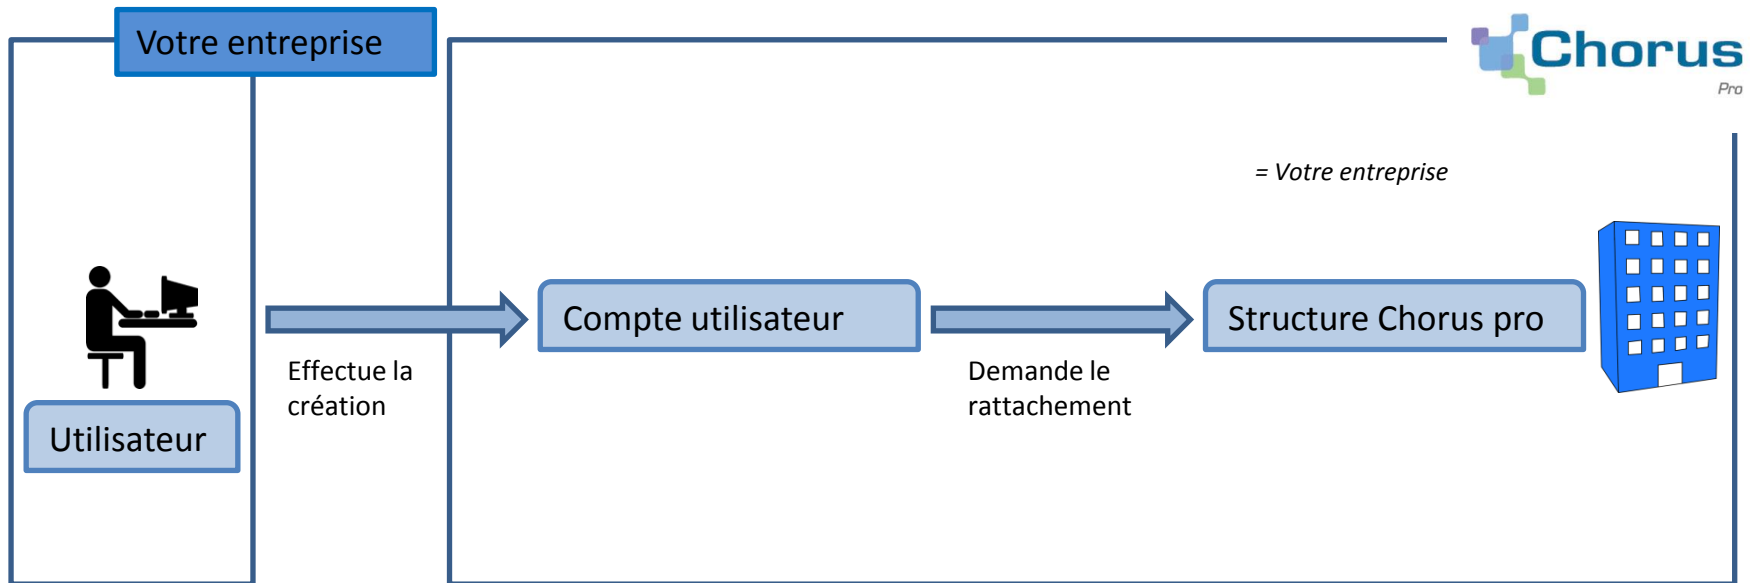 Votre entreprise
Chorus
Pro
= Votre entreprise
Compte utilisateur
Structure Chorus pro
Effectue la
création
Demande le
rattachement
Utilisateur